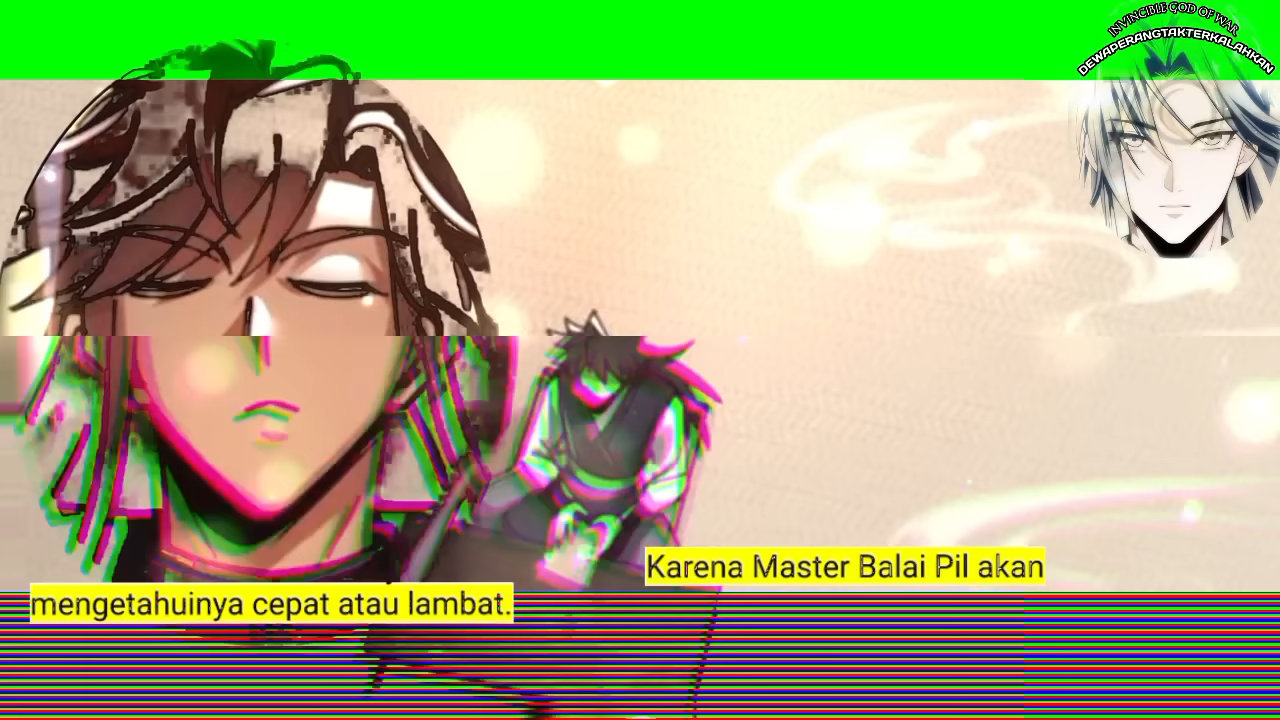 INVINCIBLE GOD OF WAR
DEWAPERANGTAKTERKALAHKAN
Karena Master Balai Pil akan
mengetahuinya cepat atau lambat.